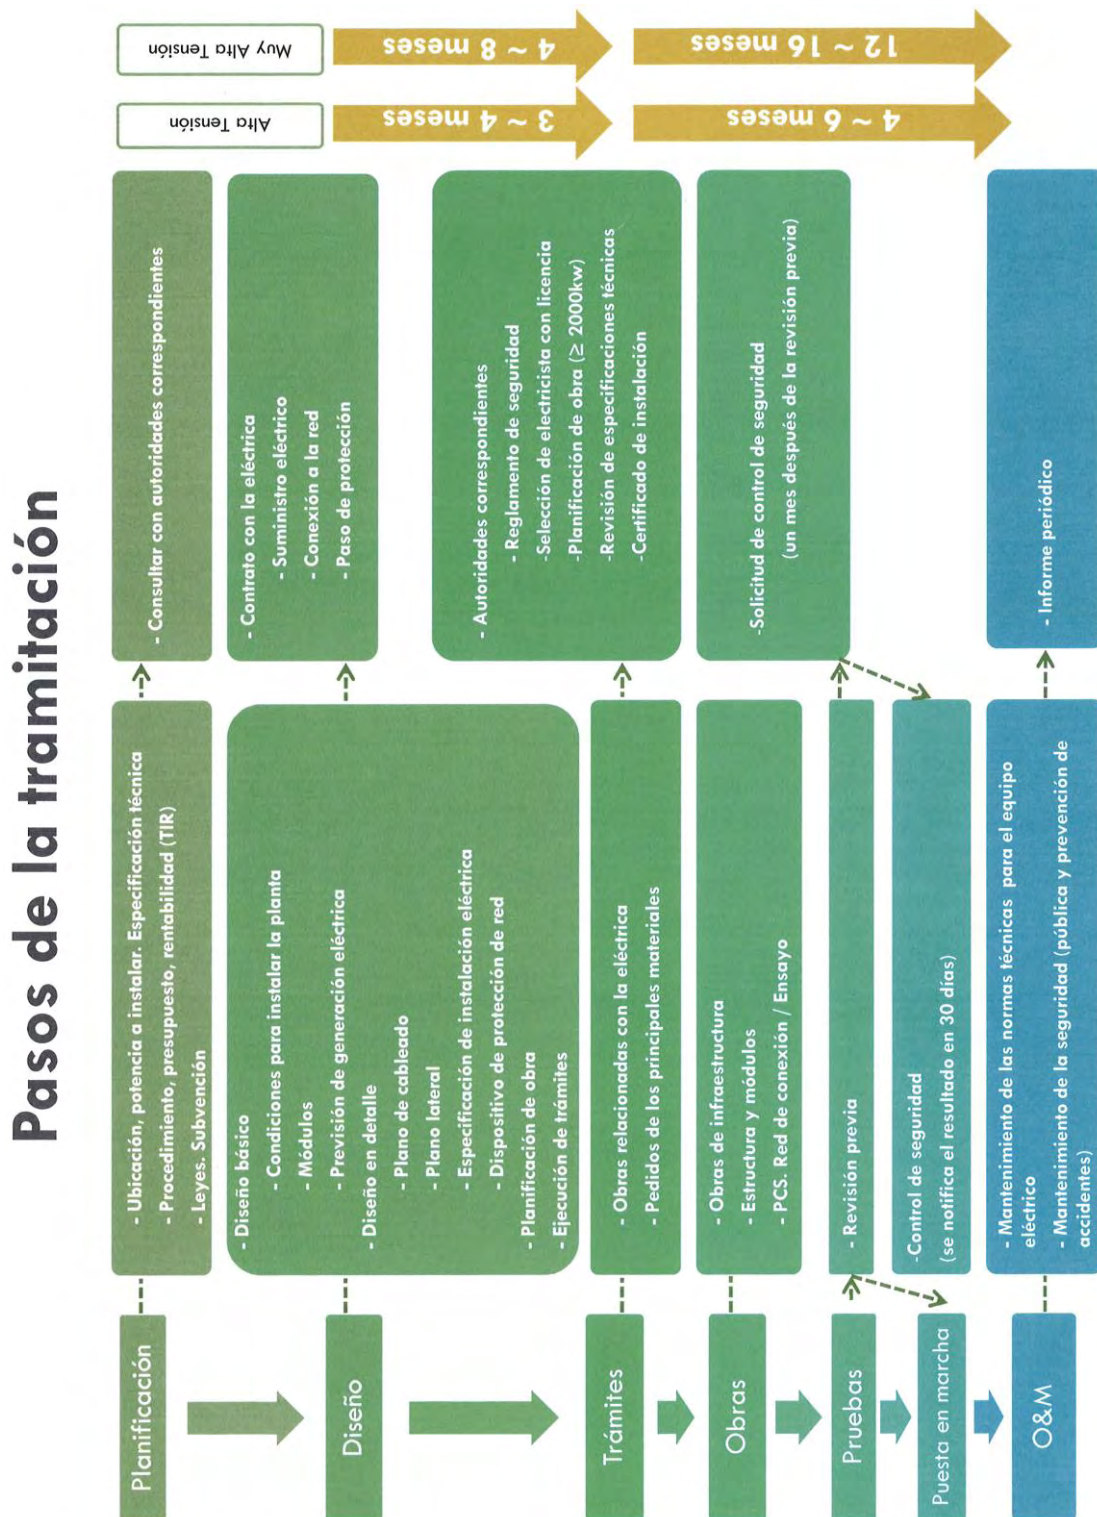 Pasos de la tramitación
Planificación
- Ubicación, potencia a instalar. Especificación técnica
- Procedimiento, presupuesto, rentabilidad (TIR)
- Leyes. Subvención
- Consultar con autoridades correspondientes
Alta Tensión
Muy Alta Tensión
Diseño
- Diseño básico
- Condiciones para instalar la planta
- Módulos
- Previsión de generación eléctrica
- Diseño en detalle
- Plano de cableado
- Plano lateral
- Especificación de instalación eléctrica
- Dispositivo de protección de red
- Planificación de obra
- Ejecución de trámites
- Contrato con la eléctrica
- Suministro eléctrico
- Conexión a la red
- Paso de protección
3 ~ 4 meses
4 ~ 8 meses
Trámites
- Obras relacionadas con la eléctrica
- Pedidos de los principales materiales
- Autoridades correspondientes
- Reglamento de seguridad
-Selección de electricista con licencia
-Planificación de obra (≥ 2000kw)
-Revisión de especificaciones técnicas
-Certificado de instalación
Obras
- Obras de infraestructura
- Estructura y módulos
- PCS. Red de conexión / Ensayo
-Solicitud de control de seguridad
(un mes después de la revisión previa)
4 ~ 6 meses
12 ~ 16 meses
Pruebas
- Revisión previa
Puesta en marcha
-Control de seguridad
(se notifica el resultado en 30 días)
O&M
- Mantenimiento de las normas técnicas para el equipo
eléctrico
- Mantenimiento de la seguridad (pública y prevención de
accidentes)
- Informe periódico